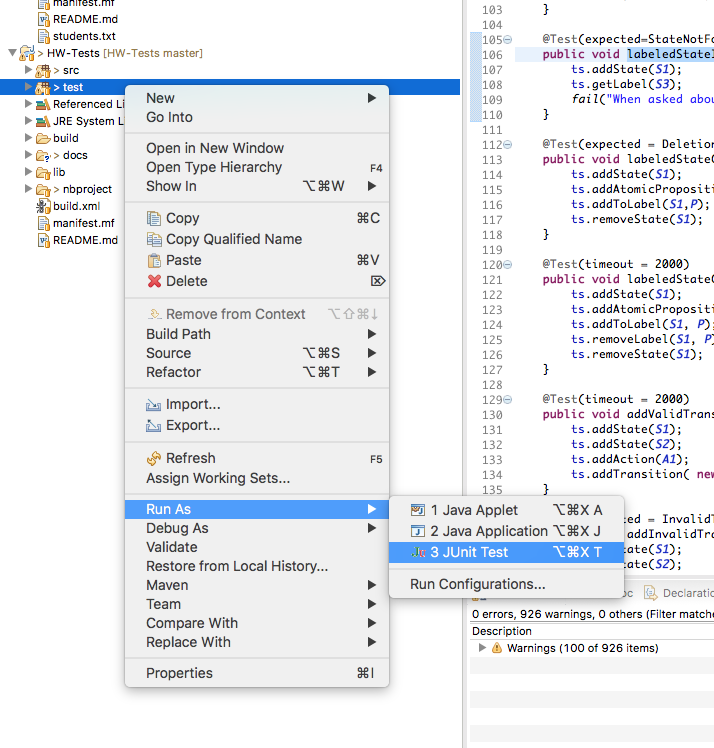 manifest.mf
README.md
students.txt
> HW-Tests [HW-Tests master]
> src
> test
Referenced Li
JRE System L
build
> docs
lib
> nbproject
build.xml
manifest.mf
README.md
New
Go Into
Open in New Window
Open Type Hierarchy F4
Show In ⌥⌘W
Copy ⌘C
Copy Qualified Name
Paste ⌘V
Delete ⌦
Remove from Context ⌥⇧⌘↓
Build Path
Source ⌥⌘S
Refactor ⌥⌘T
Import...
Export...
Refresh F5
Assign Working Sets...
Run As
Debug As
Validate
Restore from Local History...
Maven
Team
Compare With
Replace With
Properties ⌘I
1 Java Applet ⌥⌘X A
2 Java Application ⌥⌘X J
3 JUnit Test ⌥⌘X T
Run Configurations...
103 }
104
105 @Test(expected=StateNotFo
106 public void labeledStateI
107 ts.addState(S1);
108 ts.getLabel(S3);
109 fail("When asked abou
110 }
111
112 @Test(expected = Deletion
113 public void labeledState
114 ts.addState(S1);
115 ts.addAtomicPropositi
116 ts.addToLabel(S1,P);
117 ts.removeState(S1);
118 }
119
120 @Test(timeout = 2000)
121 public void labeledState
122 ts.addState(S1);
123 ts.addAtomicPropositi
124 ts.addToLabel(S1, P);
125 ts.removeLabel(S1, P)
126 ts.removeState(S1);
127 }
128
129 @Test(timeout = 2000)
130 public void addValidTrans
131 ts.addState(S1);
132 ts.addState(S2);
133 ts.addAction(A1);
134 ts.addTransition( new
135 }
cted = InvalidT
addInvalidTra
State(S1);
State(S2);
oc Declaratio
0 errors, 926 warnings, 0 others (Filter matche
Description
Warnings (100 of 926 items)